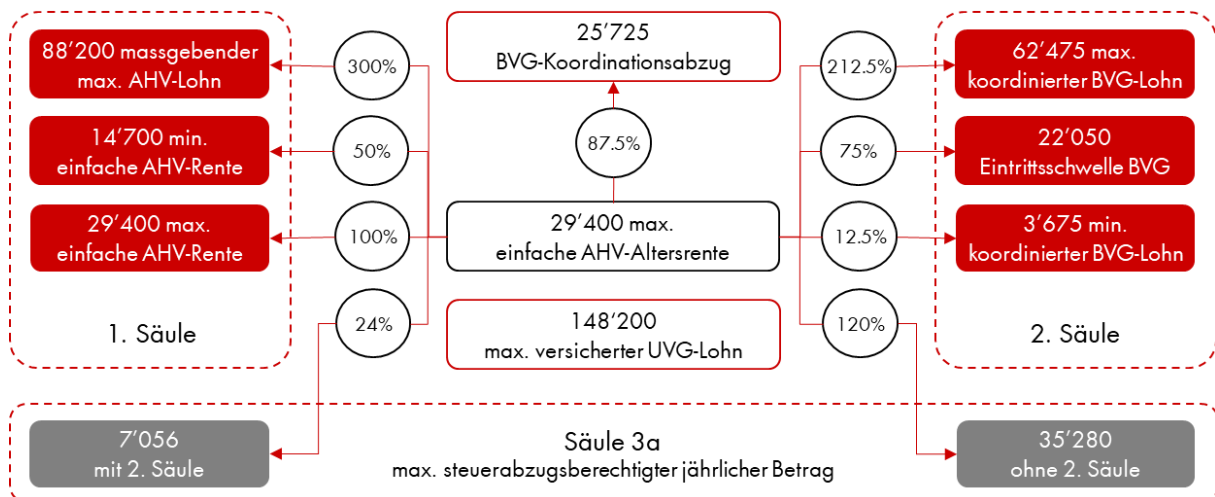 88’200 massgebender
max. AHV-Lohn
300%
25’725
BVG-Koordinationsabzug
212.5%
62’475 max.
koordinierter BVG-Lohn
14’700 min.
einfache AHV-Rente
50%
87.5%
75%
22’050
Eintrittsschwelle BVG
29’400 max.
einfache AHV-Rente
100%
29’400 max.
einfache AHV-Altersrente
12.5%
3’675 min.
koordinierter BVG-Lohn
1. Säule
24%
148‘200
max. versicherter UVG-Lohn
120%
2. Säule
7’056
mit 2. Säule
Säule 3a
max. steuerabzugsberechtigter jährlicher Betrag
35’280
ohne 2. Säule